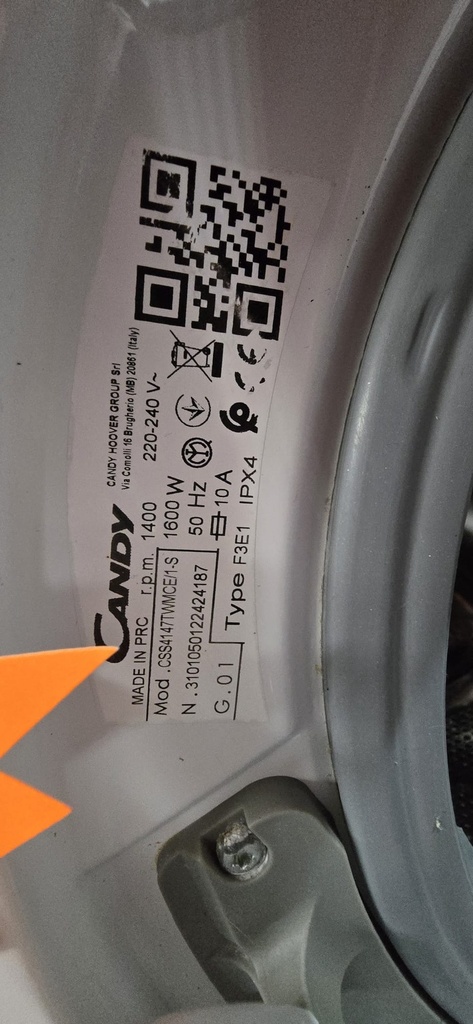 CANDY
CANDY HOOVER GROUP Srl
Via Comolli 16 Brugherio (MB) 20861 (Italy)
MADE IN PRC r.p.m. 1400 220-240 V~
Mod .CSS4147TWMCE/1-S 1600 W
N .3101050122424187 50 Hz
10 A
G.01 Type F3E1 IPX4